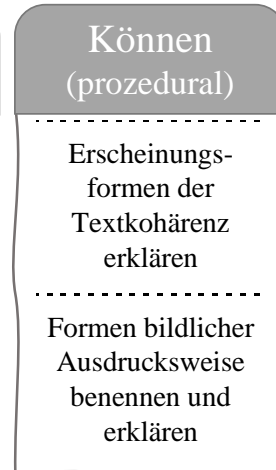 Können
(prozedural)
Erscheinungs-
formen der
Textkohärenz
erklären
Formen bildlicher
Ausdrucksweise
benennen und
erklären